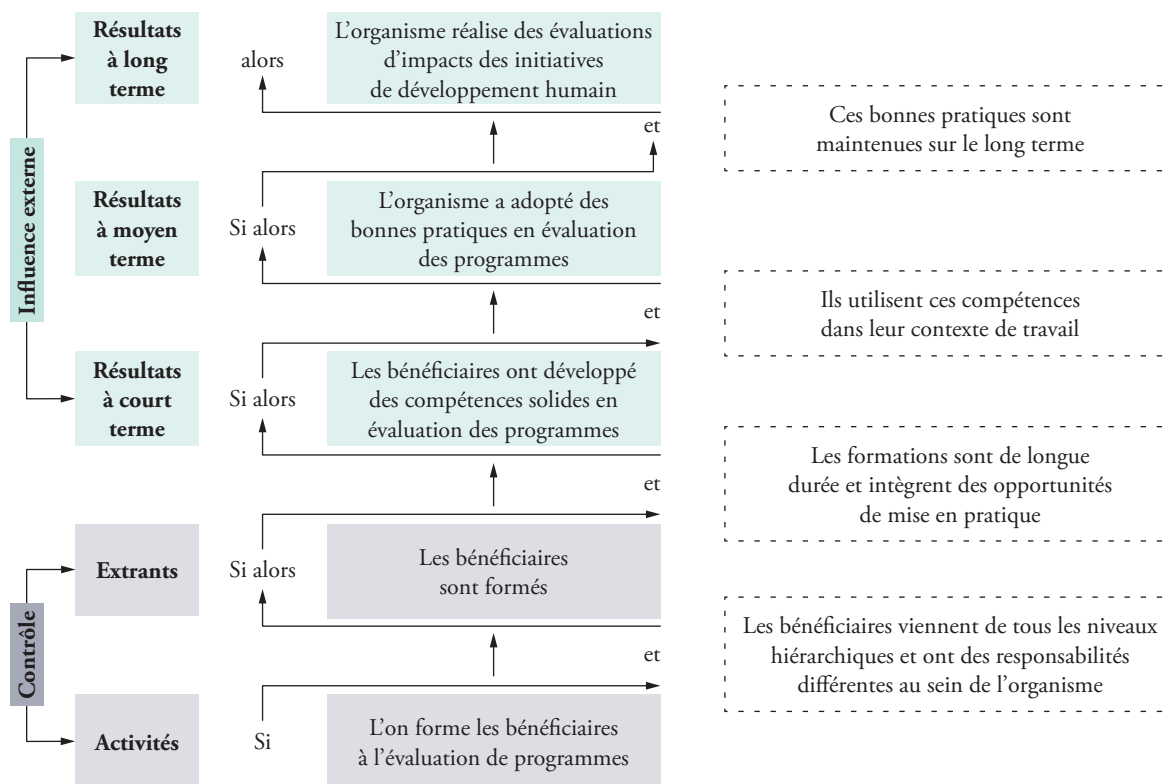 Résultats
à long
terme
alors
L'organisme réalise des évaluations
d'impacts des initiatives
de développement humain
et
Ces bonnes pratiques sont
maintenues sur le long terme
Influence externe
Résultats
à moyen
terme
Si alors
L'organisme a adopté des
bonnes pratiques en évaluation
des programmes
et
Ils utilisent ces compétences
dans leur contexte de travail
Résultats
à court
terme
Si alors
Les bénéficiaires ont développé
des compétences solides en
évaluation des programmes
et
Les formations sont de longue
durée et intègrent des opportunités
de mise en pratique
Contrôle
Extrants
Si alors
Les bénéficiaires
sont formés
et
Les bénéficiaires viennent de tous les niveaux
hiérarchiques et ont des responsabilités
différentes au sein de l'organisme
Activités
Si
L'on forme les bénéficiaires
à l'évaluation de programmes